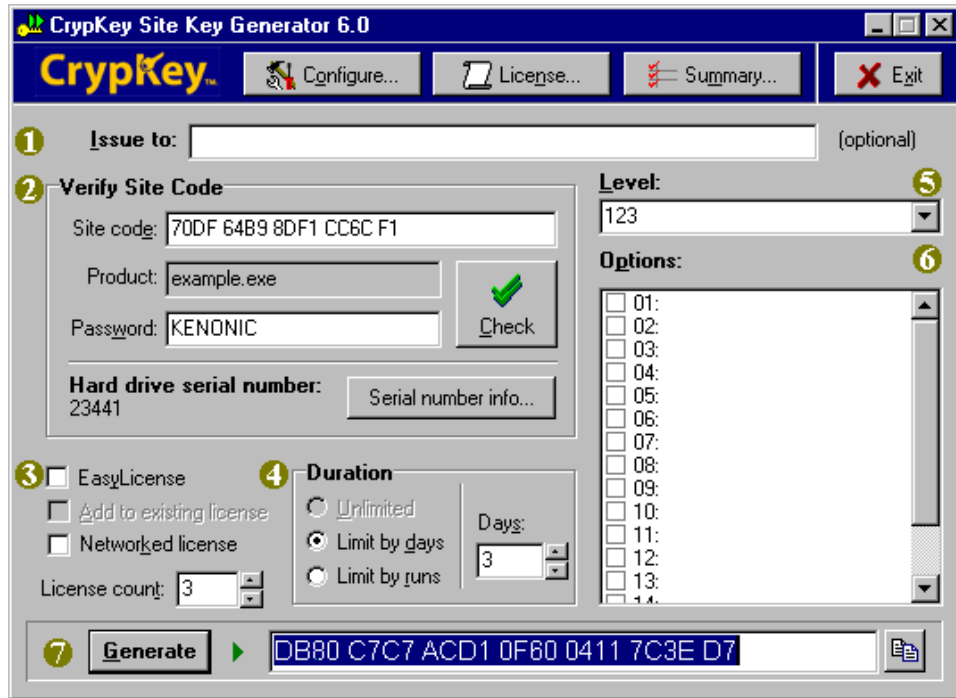 CrypKey Site Key Generator 6.0
CrypKey™ Configure... License... Summary... Exit
1 Issue to: (optional)
2 Verify Site Code
Site code: 70DF 64B9 8DF1 CC6C F1
Product: example.exe
Password: KENONIC
Check
Hard drive serial number:
23441
Serial number info...
Level: 5
123
Options: 6
01:
02:
03:
04:
05:
06:
07:
08:
09:
10:
11:
12:
13:
14:
3 EasyLicense
Add to existing license
Networked license
License count: 3
4 Duration
Unlimited
Limit by days
Limit by runs
Days:
3
7 Generate DB80 C7C7 ACD1 0F60 0411 7C3E D7